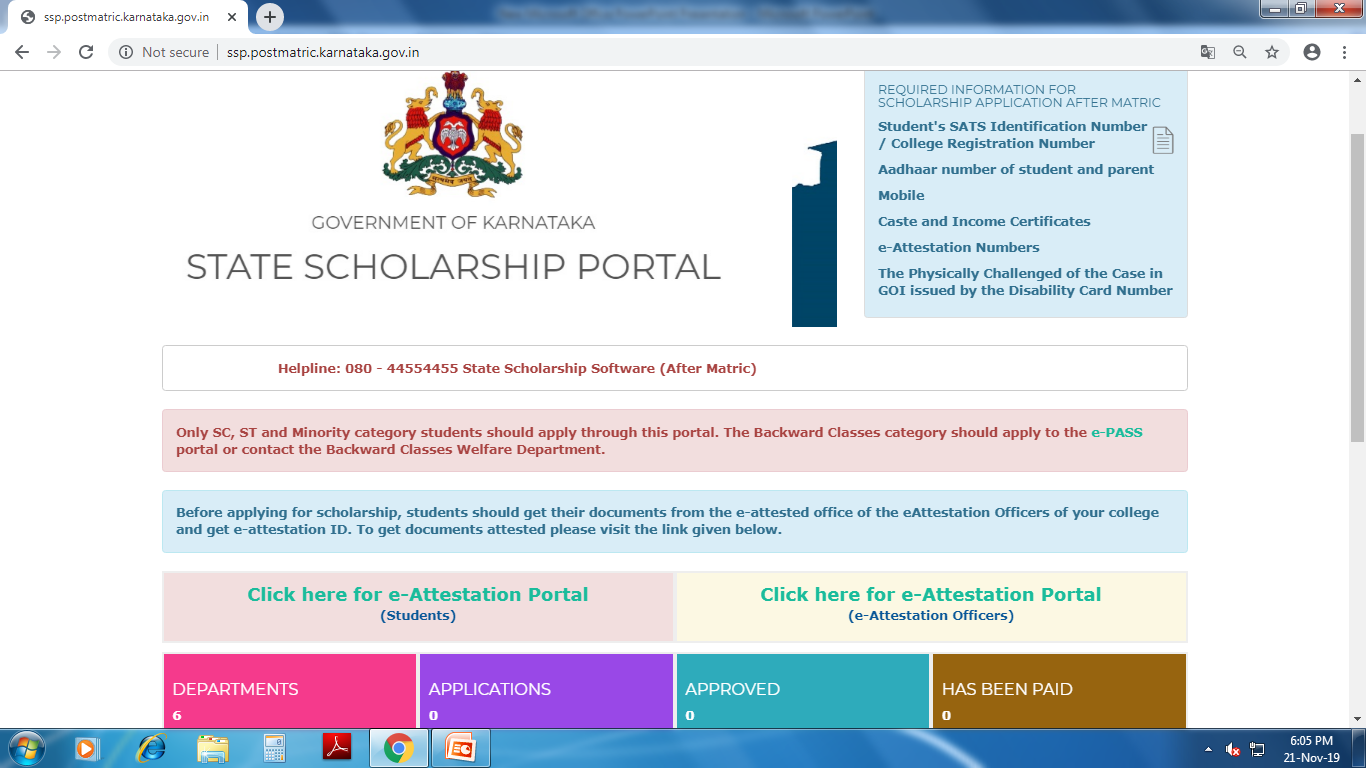 ssp.postmatric.karnataka.gov.in
Not secure
ssp.postmatric.karnataka.gov.in
GOVERNMENT OF KARNATAKA
STATE SCHOLARSHIP PORTAL
REQUIRED INFORMATION FOR
SCHOLARSHIP APPLICATION AFTER MATRIC
Student's SATS Identification Number
/ College Registration Number
Aadhaar number of student and parent
Mobile
Caste and Income Certificates
e-Attestation Numbers
The Physically Challenged of the Case in
GOI issued by the Disability Card Number
Helpline: 080 - 44554455 State Scholarship Software (After Matric)
Only SC, ST and Minority category students should apply through this portal. The Backward Classes category should apply to the e-PASS
portal or contact the Backward Classes Welfare Department.
Before applying for scholarship, students should get their documents from the e-attested office of the eAttestation Officers of your college
and get e-attestation ID. To get documents attested please visit the link given below.
Click here for e-Attestation Portal
(Students)
Click here for e-Attestation Portal
(e-Attestation Officers)
DEPARTMENTS
6
APPLICATIONS
0
APPROVED
0
HAS BEEN PAID
0
6:05 PM
21-Nov-19